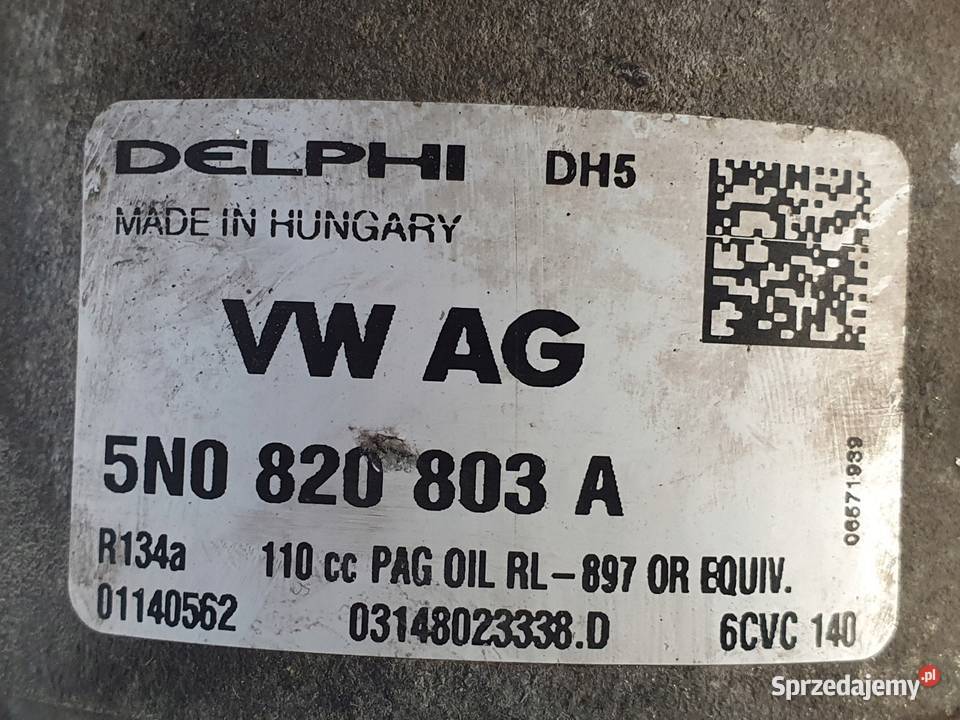 DELPHI DH5
MADE IN HUNGARY
VW AG
5N0 820 803 A
06571939
R134a 110 cc PAG OIL RL-897 OR EQUIV.
01140562 03148023338.D 6CVC 140
Sprzedajemy.pl